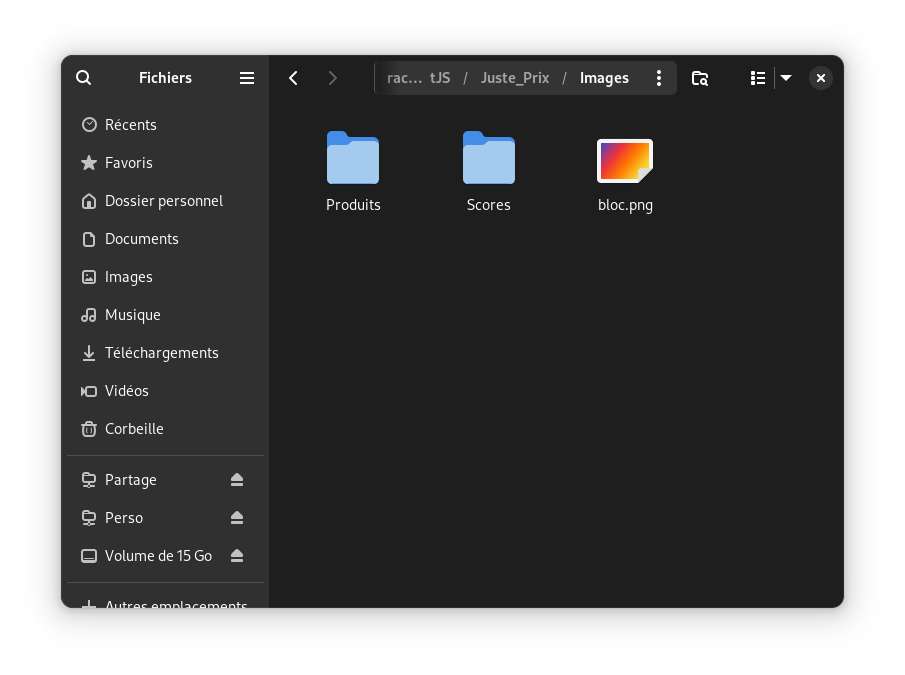 Fichiers
rac… tJS / Juste_Prix / Images
Récents
Favoris
Dossier personnel
Documents
Images
Musique
Téléchargements
Vidéos
Corbeille
Partage
Perso
Volume de 15 Go
Autres emplacements
Produits
Scores
bloc.png